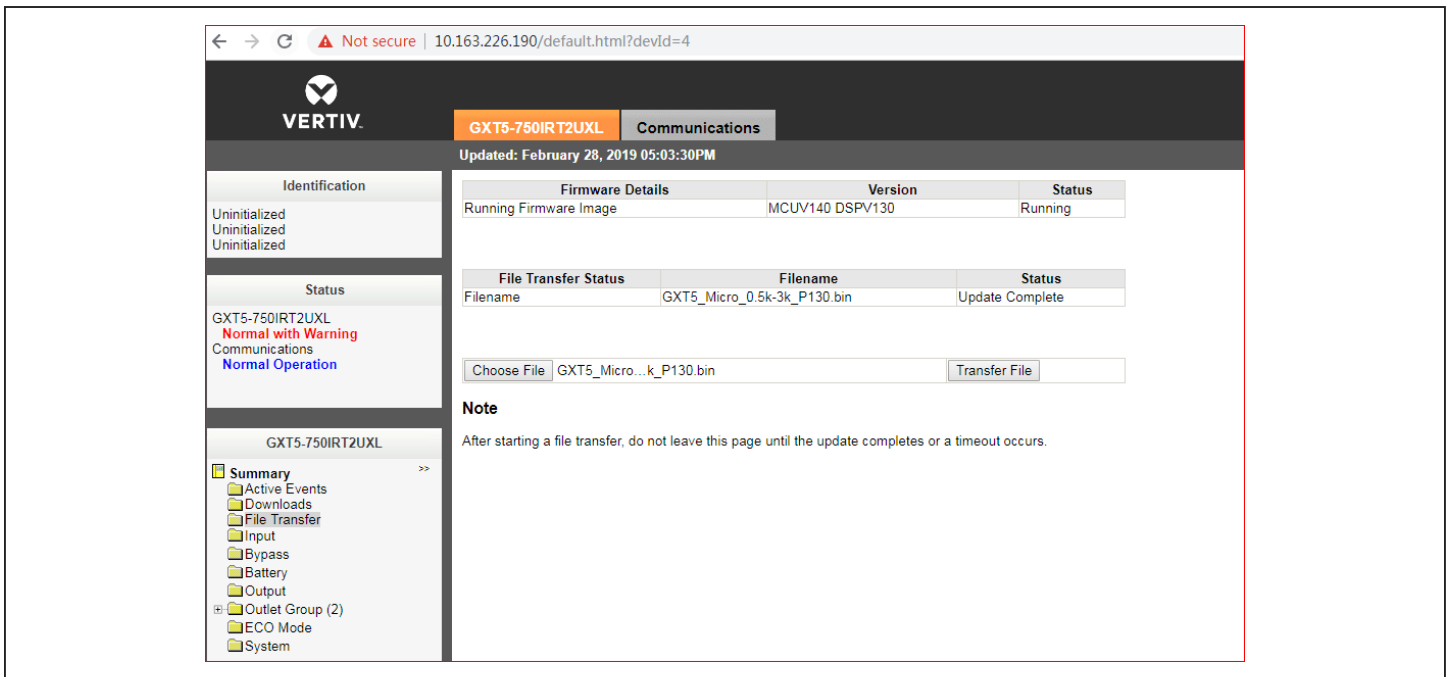 Not secure | 10.163.226.190/default.html?devId=4
VERTIV.
GXT5-750IRT2UXL Communications
Updated: February 28, 2019 05:03:30PM
Identification
Uninitialized
Uninitialized
Uninitialized
Status
GXT5-750IRT2UXL
Normal with Warning
Communications
Normal Operation
GXT5-750IRT2UXL
Summary >>
Active Events
Downloads
File Transfer
Input
Bypass
Battery
Output
Outlet Group (2)
ECO Mode
System
Firmware Details Version Status
Running Firmware Image MCUV140 DSPV130 Running
File Transfer Status Filename Status
Filename GXT5_Micro_0.5k-3k_P130.bin Update Complete
Choose File GXT5_Micro…k_P130.bin Transfer File
Note
After starting a file transfer, do not leave this page until the update completes or a timeout occurs.